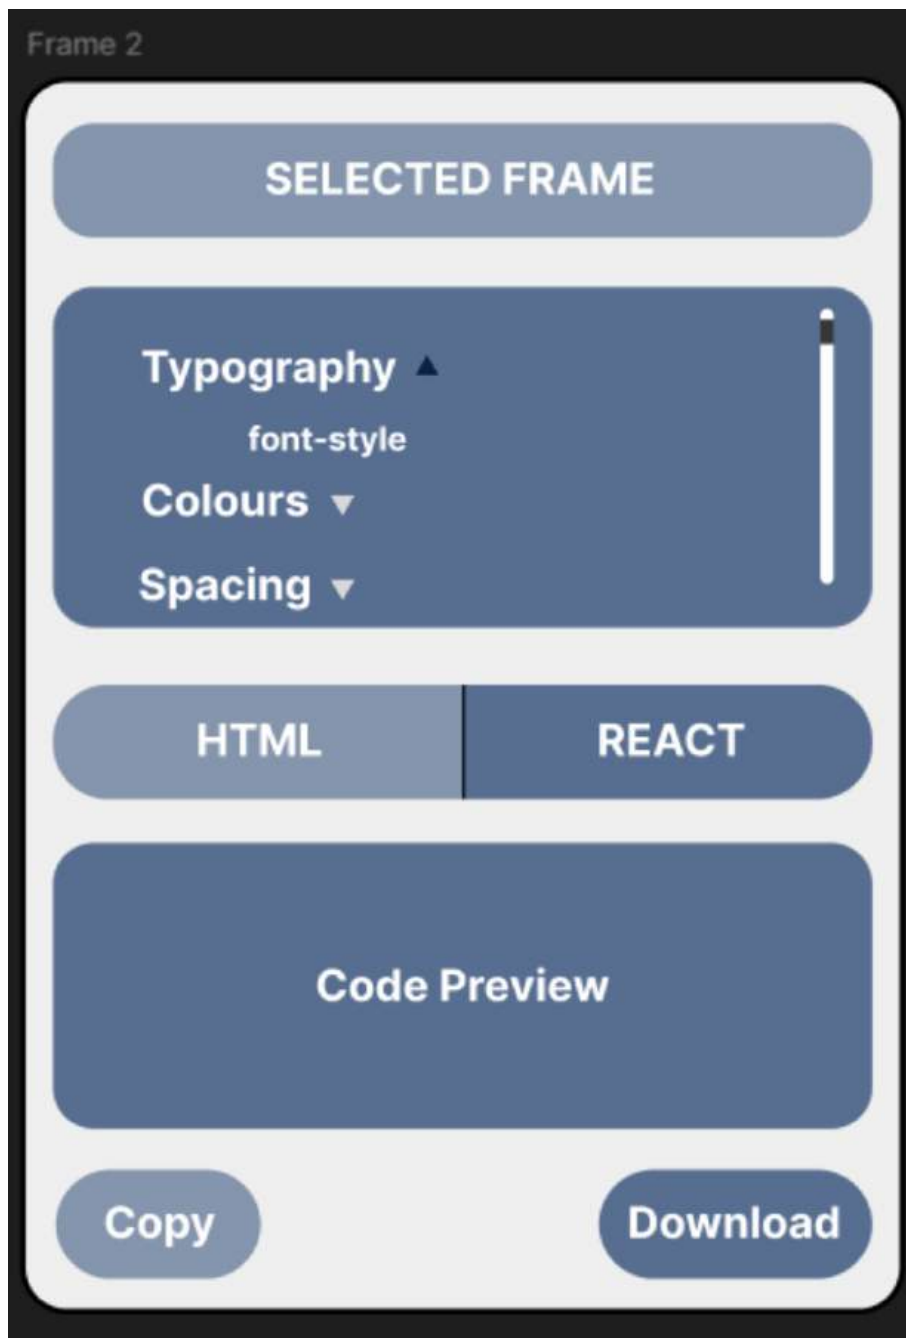 Frame 2
SELECTED FRAME
Typography ▲
font-style
Colours ▼
Spacing ▼
HTML REACT
Code Preview
Copy Download